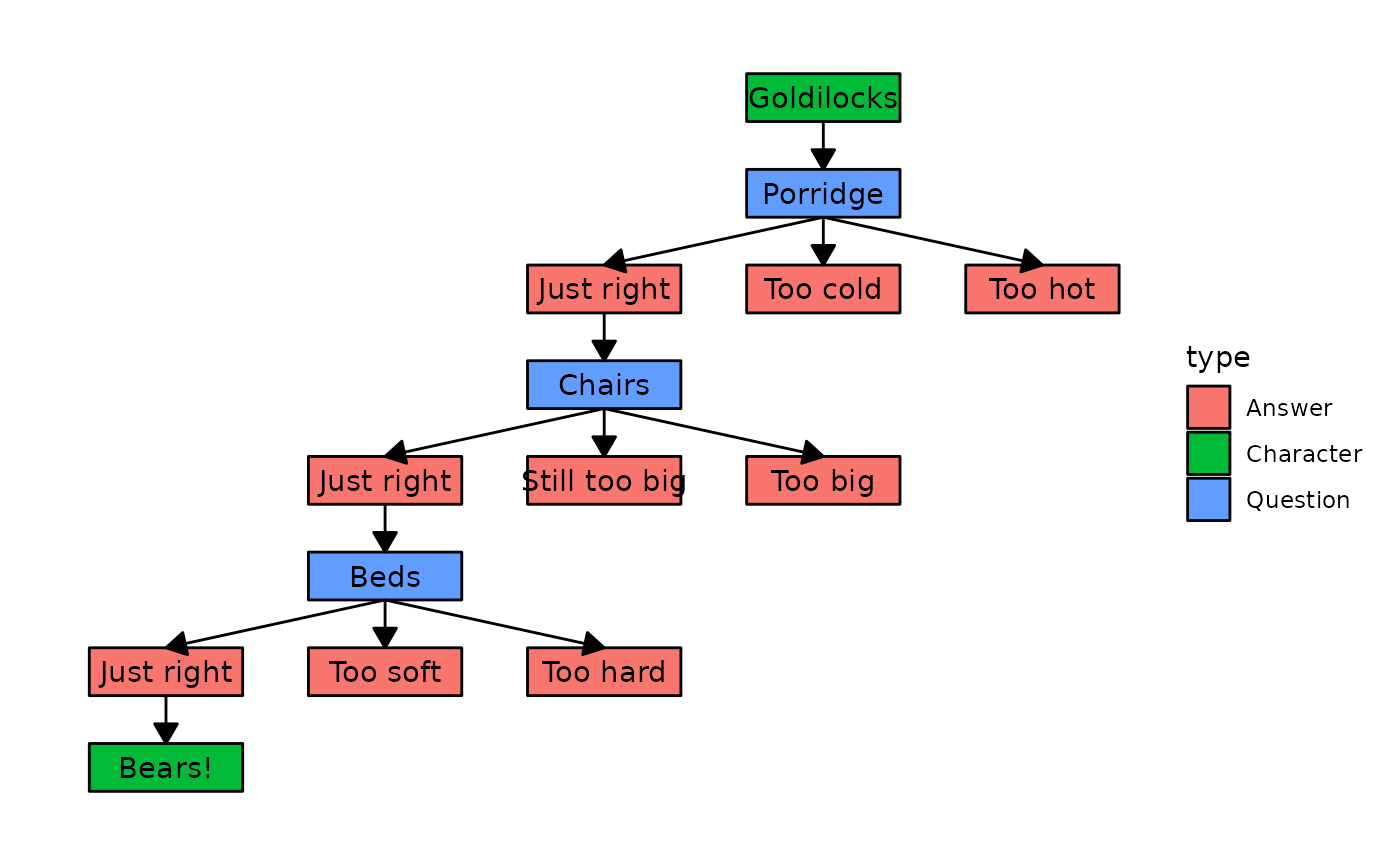 Goldilocks
Porridge
Just right
Too cold
Too hot
Chairs
Just right
Still too big
Too big
Beds
Just right
Too soft
Too hard
Bears!
type
Answer
Character
Question